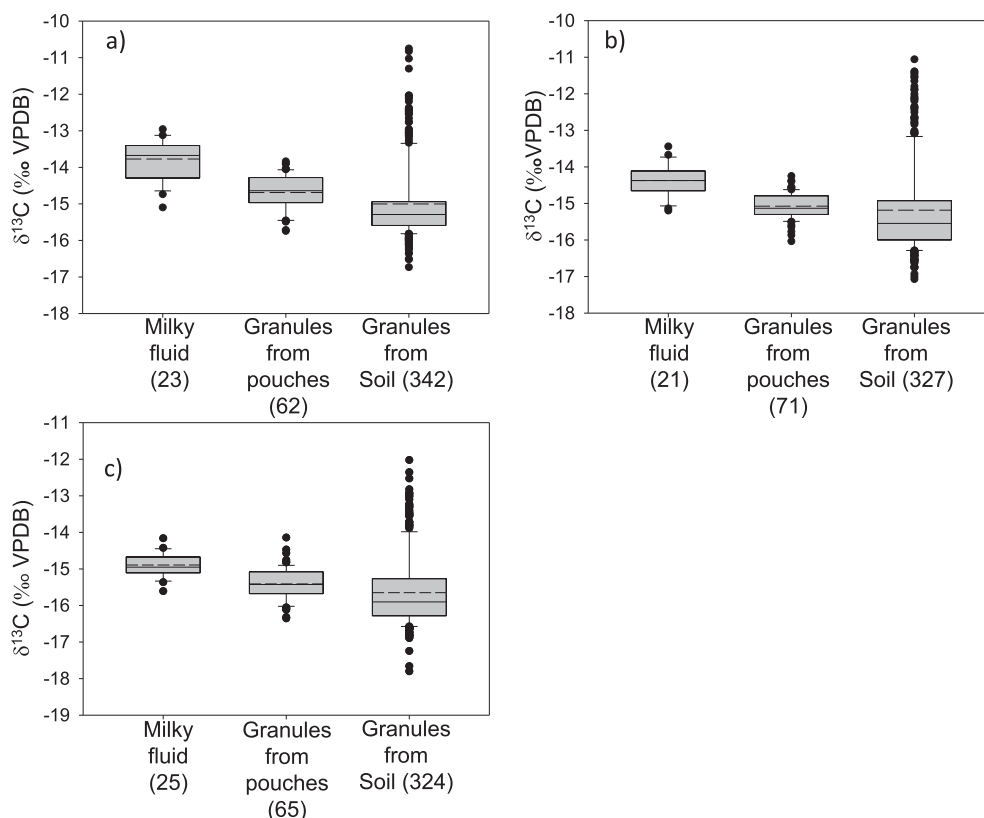 a)
δ¹³C (‰ VPDB)
-10
-11
-12
-13
-14
-15
-16
-17
-18
Milky
fluid
(23)
Granules
from
pouches
(62)
Granules
from
Soil (342)
b)
δ¹³C (‰VPDB)
-10
-11
-12
-13
-14
-15
-16
-17
-18
Milky
fluid
(21)
Granules
from
pouches
(71)
Granules
from
Soil (327)
c)
δ¹³C (‰ VPDB)
-11
-12
-13
-14
-15
-16
-17
-18
-19
Milky
fluid
(25)
Granules
from
pouches
(65)
Granules
from
Soil (324)